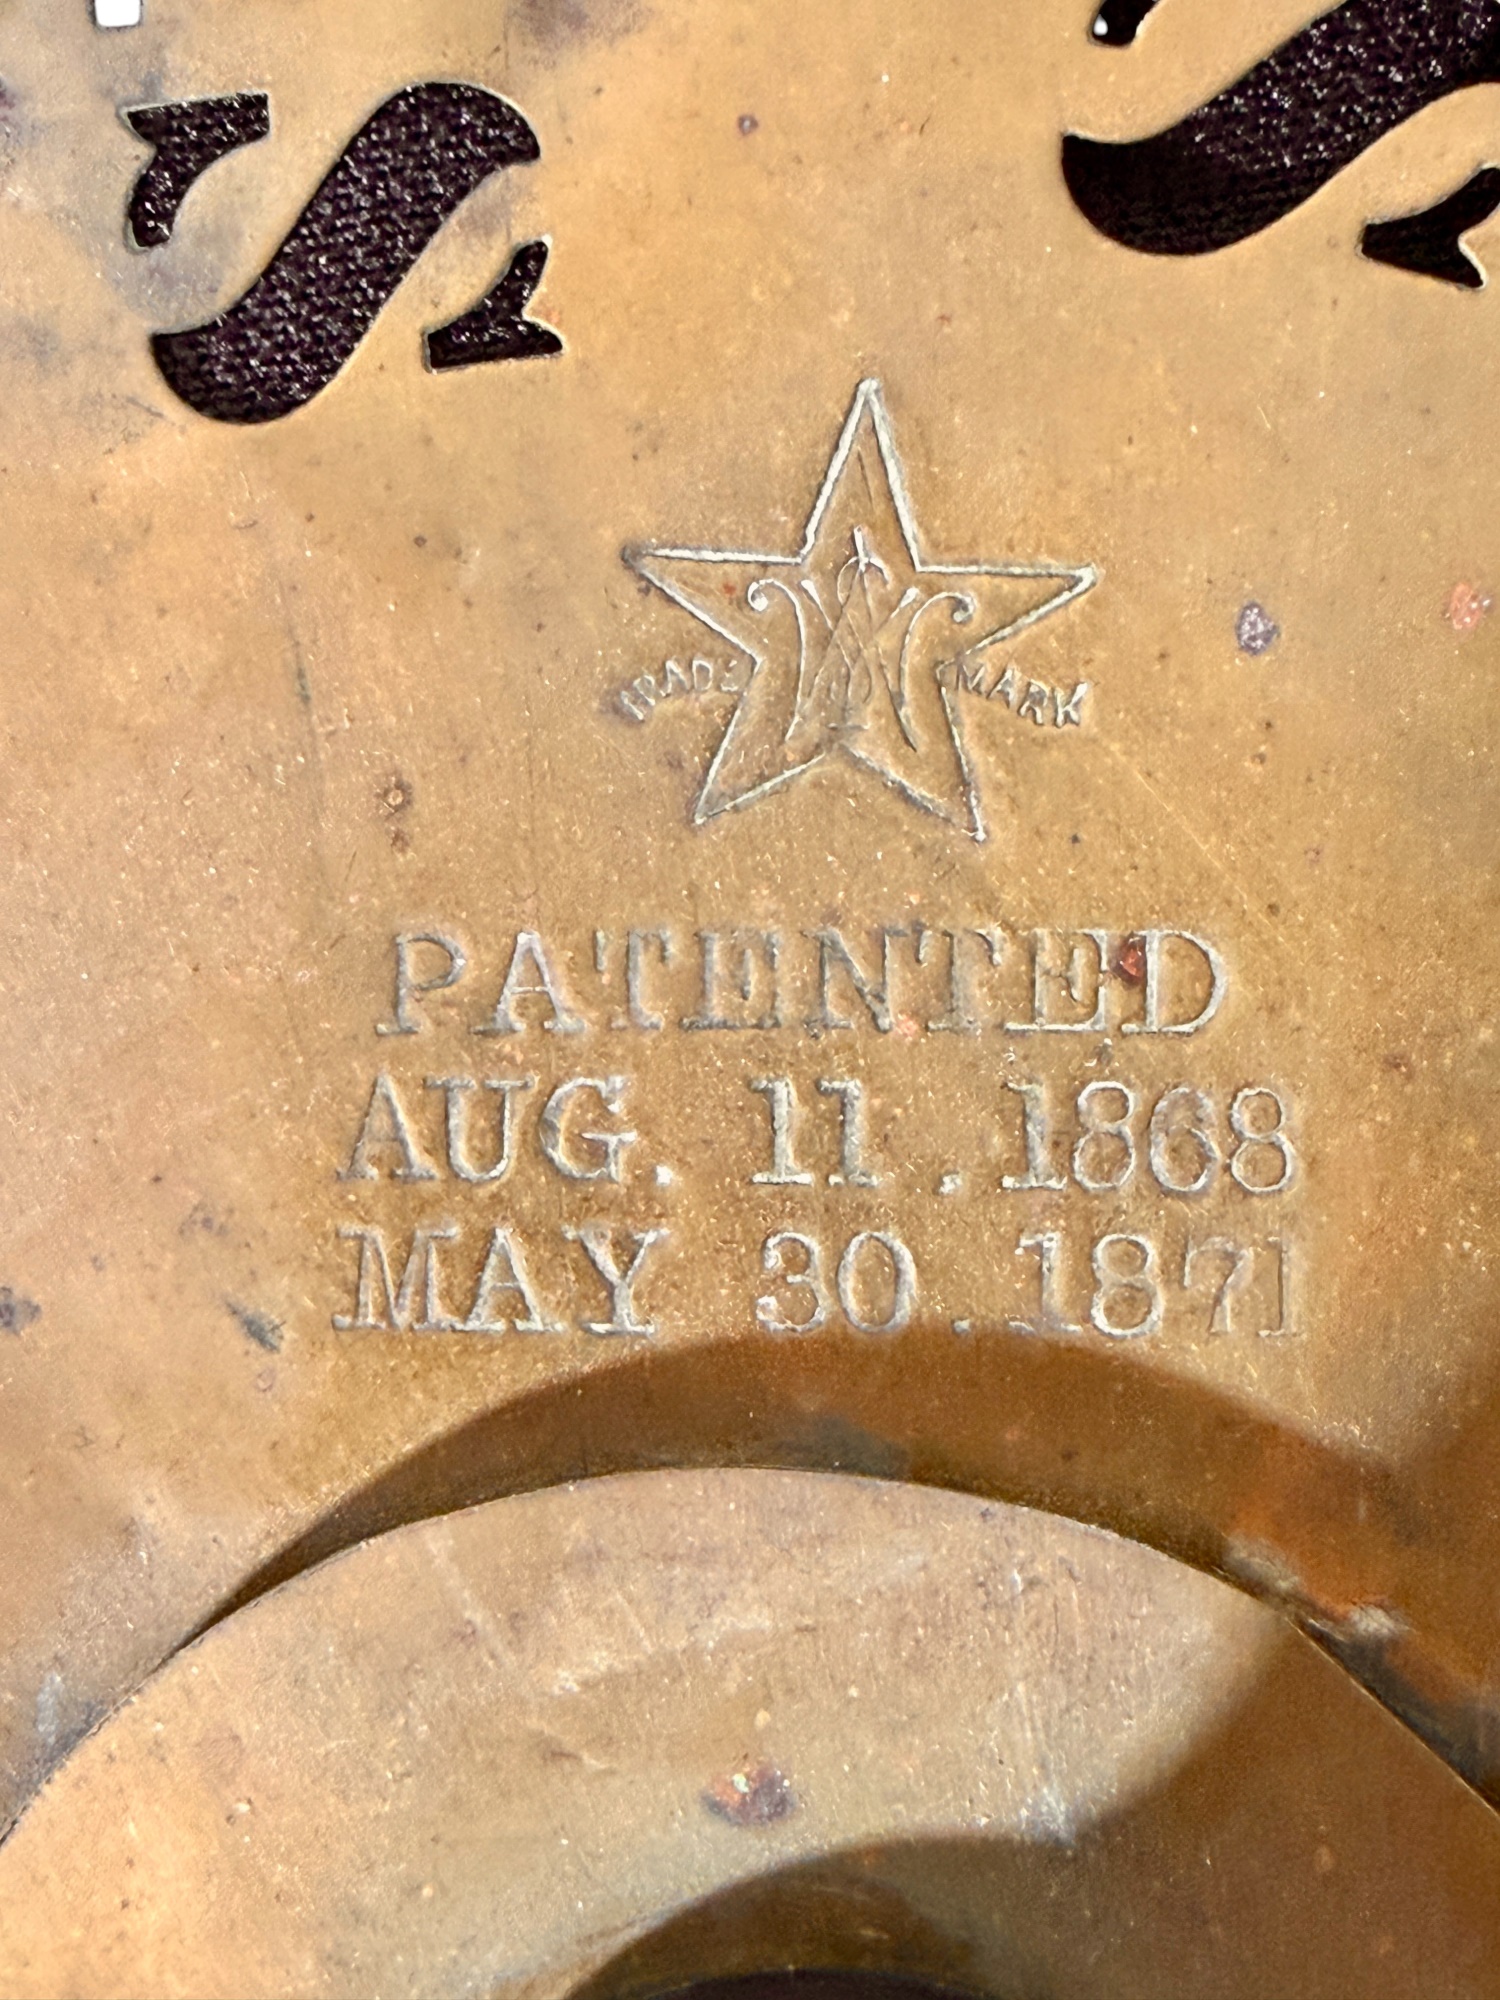 S S
TRADE MARK
PATENTED
AUG. 11. 1868
MAY 30. 1871